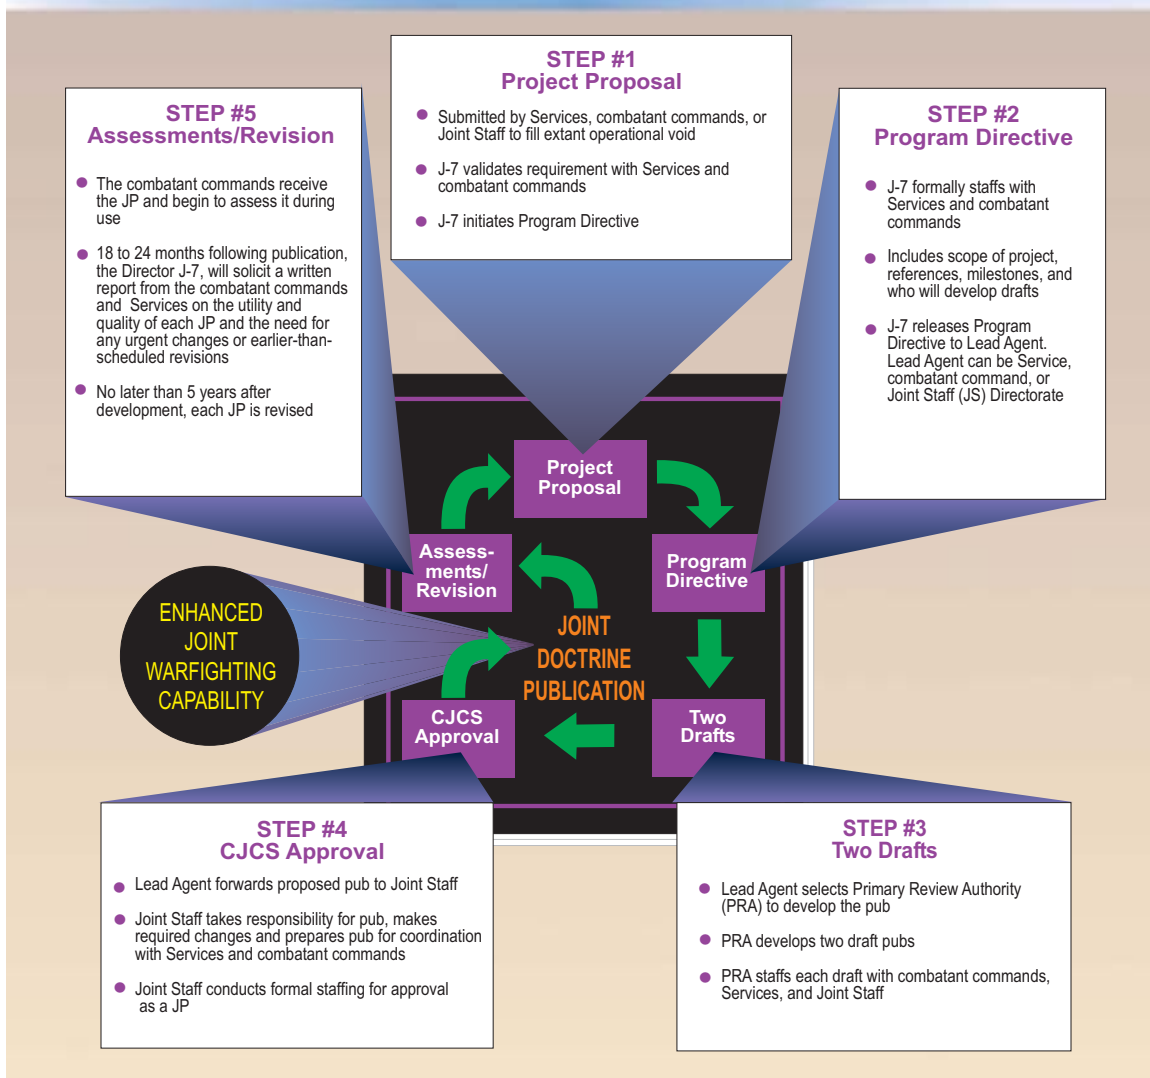 STEP #1
Project Proposal
Submitted by Services, combatant commands, or
Joint Staff to fill extant operational void
J-7 validates requirement with Services and
combatant commands
J-7 initiates Program Directive
STEP #5
Assessments/Revision
The combatant commands receive
the JP and begin to assess it during
use
18 to 24 months following publication,
the Director J-7, will solicit a written
report from the combatant commands
and Services on the utility and
quality of each JP and the need for
any urgent changes or earlier-than-
scheduled revisions
No later than 5 years after
development, each JP is revised
STEP #2
Program Directive
J-7 formally staffs with
Services and combatant
commands
Includes scope of project,
references, milestones, and
who will develop drafts
J-7 releases Program
Directive to Lead Agent.
Lead Agent can be Service,
combatant command, or
Joint Staff (JS) Directorate
Project
Proposal
Assess-
ments/
Revision
Program
Directive
ENHANCED
JOINT
WARFIGHTING
CAPABILITY
JOINT
DOCTRINE
PUBLICATION
CJCS
Approval
Two
Drafts
STEP #4
CJCS Approval
Lead Agent forwards proposed pub to Joint Staff
Joint Staff takes responsibility for pub, makes
required changes and prepares pub for coordination
with Services and combatant commands
Joint Staff conducts formal staffing for approval
as a JP
STEP #3
Two Drafts
Lead Agent selects Primary Review Authority
(PRA) to develop the pub
PRA develops two draft pubs
PRA staffs each draft with combatant commands,
Services, and Joint Staff